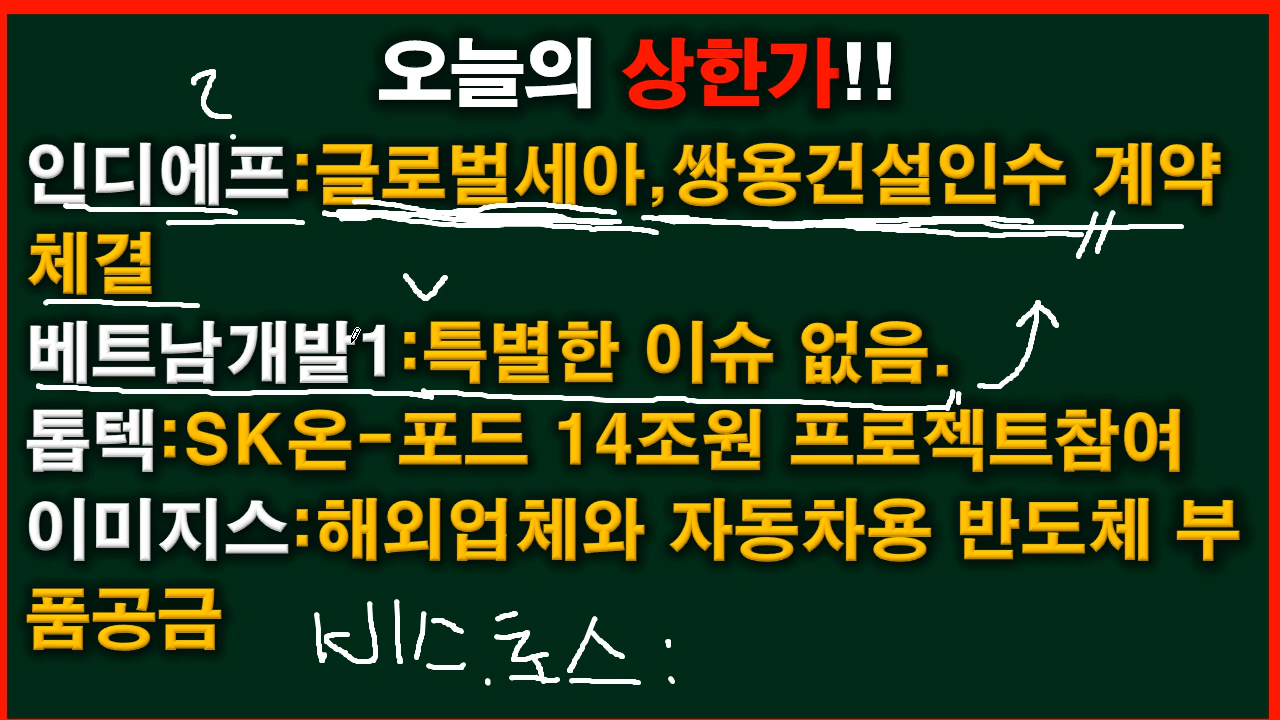 오늘의 상한가!!
2
인디에프:글로벌세아,쌍용건설인수 계약
체결
베트남개발1:특별한 이슈 없음.
톱텍:SK온-포드 14조원 프로젝트참여
이미지스:해외업체와 자동차용 반도체 부
품공금